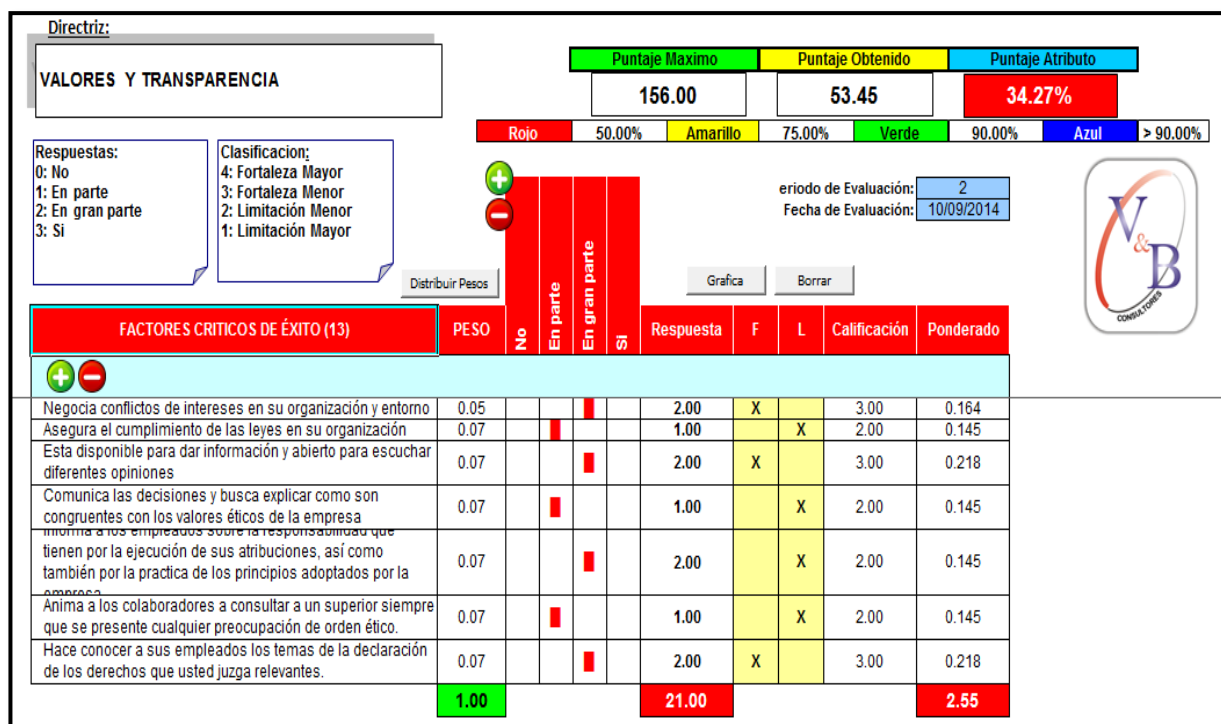 Directriz:
VALORES Y TRANSPARENCIA
Puntaje Maximo Puntaje Obtenido Puntaje Atributo
156.00 53.45 34.27%
Rojo 50.00% Amarillo 75.00% Verde 90.00% Azul > 90.00%
Respuestas:
0: No
1: En parte
2: En gran parte
3: Si
Clasificacion:
4: Fortaleza Mayor
3: Fortaleza Menor
2: Limitación Menor
1: Limitación Mayor
eriodo de Evaluación: 2
Fecha de Evaluación: 10/09/2014
V&B
CONSULTORES
Distribuir Pesos Grafica Borrar
FACTORES CRITICOS DE ÉXITO (13) PESO No En parte En gran parte Si Respuesta F L Calificación Ponderado
Negocia conflictos de intereses en su organización y entorno 0.05 2.00 X 3.00 0.164
Asegura el cumplimiento de las leyes en su organización 0.07 1.00 X 2.00 0.145
Esta disponible para dar información y abierto para escuchar
diferentes opiniones 0.07 2.00 X 3.00 0.218
Comunica las decisiones y busca explicar como son
congruentes con los valores éticos de la empresa 0.07 1.00 X 2.00 0.145
Informa a los empleados sobre la responsabilidad que
tienen por la ejecución de sus atribuciones, así como
también por la practica de los principios adoptados por la
empresa 0.07 2.00 X 2.00 0.145
Anima a los colaboradores a consultar a un superior siempre
que se presente cualquier preocupación de orden ético. 0.07 1.00 X 2.00 0.145
Hace conocer a sus empleados los temas de la declaración
de los derechos que usted juzga relevantes. 0.07 2.00 X 3.00 0.218
1.00 21.00 2.55